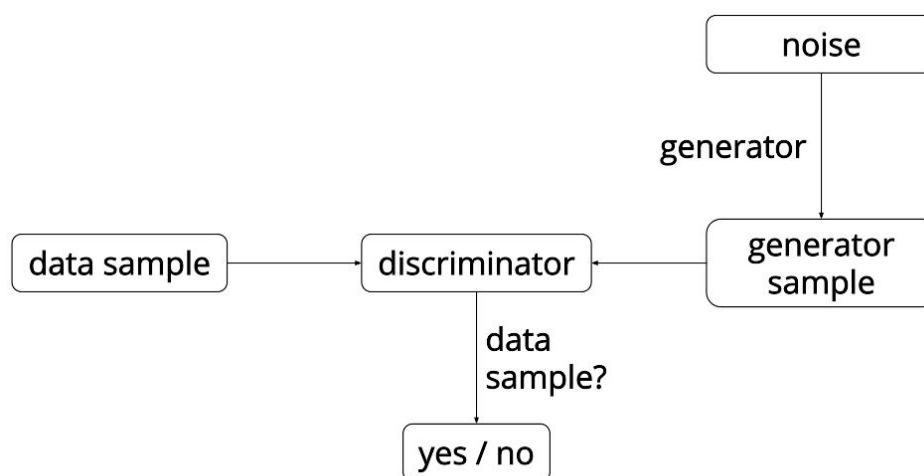 noise
generator
data sample
discriminator
generator
sample
data
sample?
yes / no